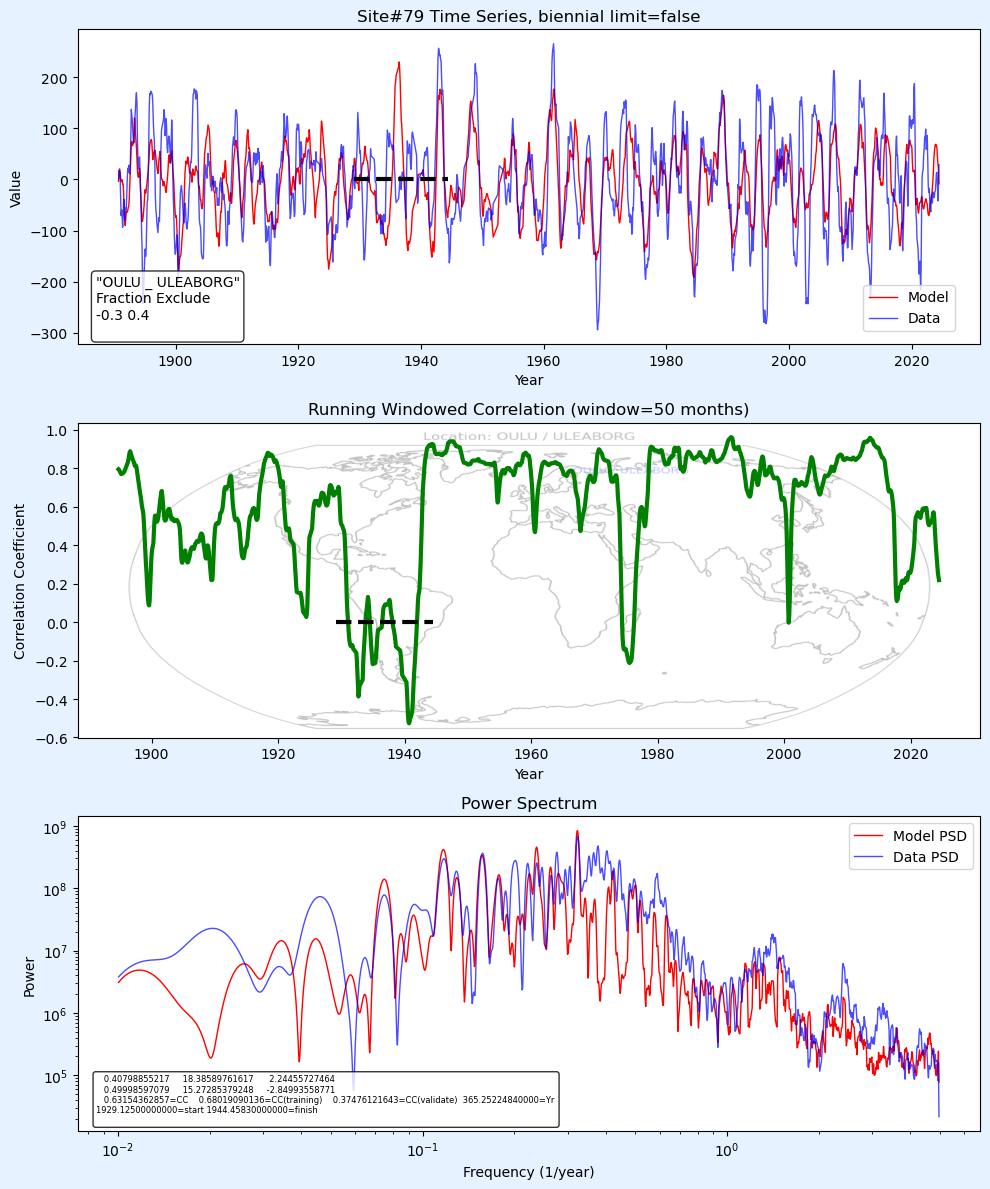 Site#79 Time Series, biennial limit=false
Value
200
100
0
−100
−200
−300
"OULU _ ULEABORG"
Fraction Exclude
-0.3 0.4
Model
Data
1900 1920 1940 1960 1980 2000 2020
Year
Running Windowed Correlation (window=50 months)
Location: OULU / ULEABORG
Correlation Coefficient
1.0
0.8
0.6
0.4
0.2
0.0
−0.2
−0.4
−0.6
1900 1920 1940 1960 1980 2000 2020
Year
Power Spectrum
Power
10⁹
10⁸
10⁷
10⁶
10⁵
Model PSD
Data PSD
0.40798855217 18.38589761617 2.24455727464
0.49998597079 15.27285379248 -2.84993558771
0.63154362857=CC 0.68019090136=CC(training) 0.37476121643=CC(validate) 365.25224840000=Yr
1929.12500000000=start 1944.45830000000=finish
10⁻² 10⁻¹ 10⁰
Frequency (1/year)